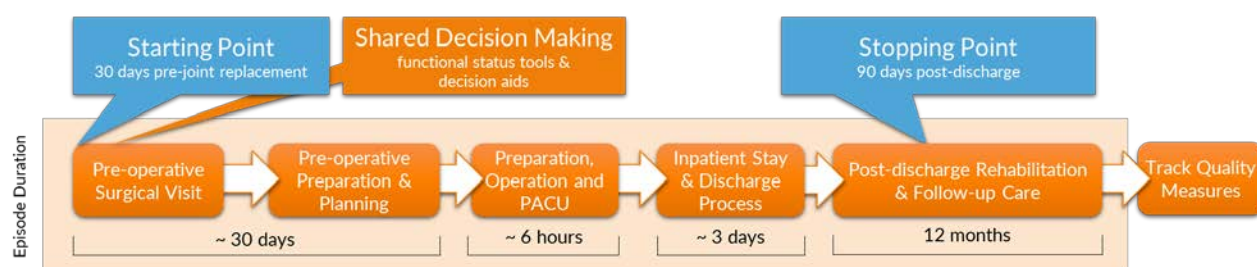 Starting Point
30 days pre-joint replacement
Shared Decision Making
functional status tools &
decision aids
Stopping Point
90 days post-discharge
Episode Duration
Pre-operative
Surgical Visit
Pre-operative
Preparation &
Planning
Preparation,
Operation and
PACU
Inpatient Stay
& Discharge
Process
Post-discharge Rehabilitation
& Follow-up Care
Track Quality
Measures
~ 30 days
~ 6 hours
~ 3 days
12 months